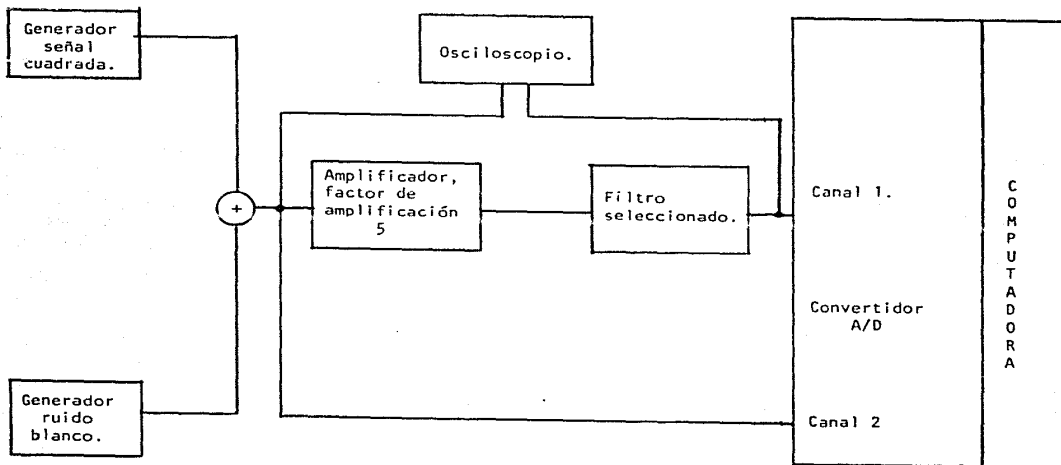 Generador
señal
cuadrada.
Osciloscopio.
+
Amplificador,
factor de
amplificación
5
Filtro
seleccionado.
Canal 1.
Convertidor
A/D
Canal 2
Generador
ruido
blanco.
C
O
M
P
U
T
A
D
O
R
A